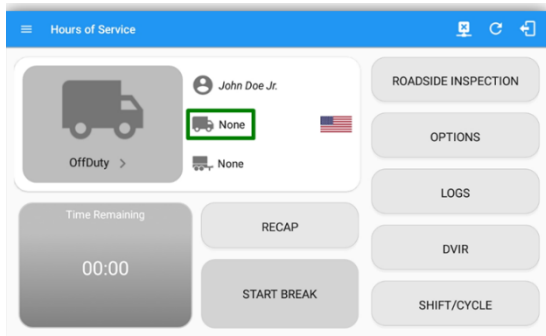 Hours of Service
John Doe Jr.
None
OffDuty >
None
Time Remaining
00:00
RECAP
START BREAK
ROADSIDE INSPECTION
OPTIONS
LOGS
DVIR
SHIFT/CYCLE